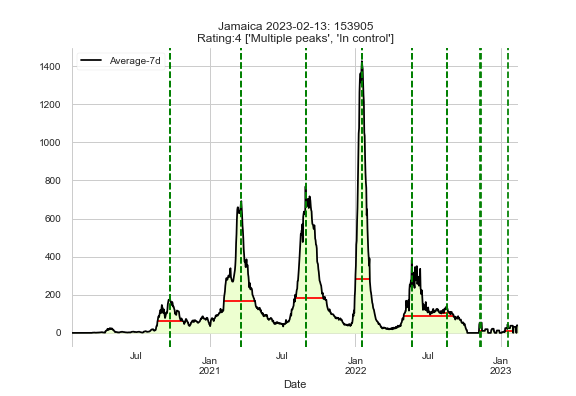 Jamaica 2023-02-13: 153905
Rating:4 ['Multiple peaks', 'In control']
Average-7d
1400
1200
1000
800
600
400
200
0
Jul
Jan
2021
Jul
Jan
2022
Jul
Jan
2023
Date